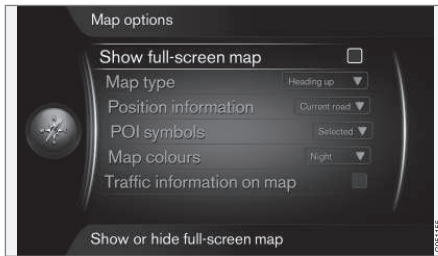 Map options
Show full-screen map
Map type Heading up
Position information Current road
POI symbols Selected
Map colours Night
Traffic information on map
Show or hide full-screen map
G051155